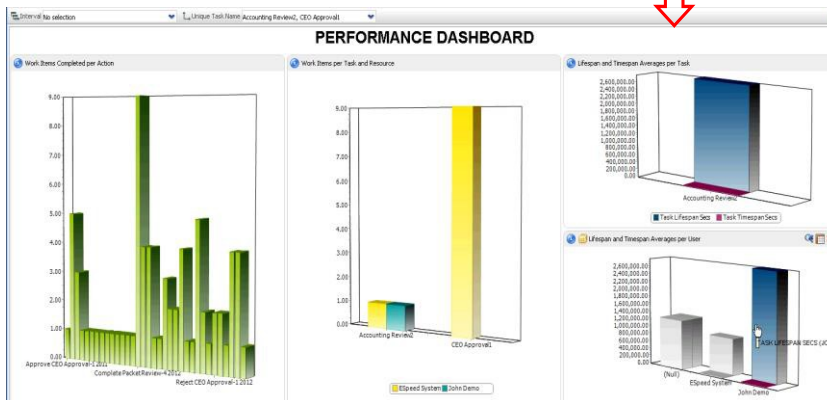 Interval No selection Unique Task Name Accounting Review2, CEO Approval1
PERFORMANCE DASHBOARD
Work Items Completed per Action
9.00
8.00
7.00
6.00
5.00
4.00
3.00
2.00
1.00
0.00
Approve CEO Approval-1 2011
Complete Packet Review-4 2012
Reject CEO Approval-1 2012
Work Items per Task and Resource
9.00
8.00
7.00
6.00
5.00
4.00
3.00
2.00
1.00
0.00
Accounting Review2
CEO Approval1
ESpeed System John Demo
Lifespan and Timespan Averages per Task
2,600,000.00
2,400,000.00
2,200,000.00
2,000,000.00
1,800,000.00
1,600,000.00
1,400,000.00
1,200,000.00
1,000,000.00
800,000.00
600,000.00
400,000.00
200,000.00
0.00
Accounting Review2
Task Lifespan Secs Task Timespan Secs
Lifespan and Timespan Averages per User
2,600,000.00
2,400,000.00
2,200,000.00
2,000,000.00
1,800,000.00
1,600,000.00
1,400,000.00
1,200,000.00
1,000,000.00
800,000.00
600,000.00
400,000.00
200,000.00
0.00
TASK LIFESPAN SECS (JO
(Null)
ESpeed System
John Demo